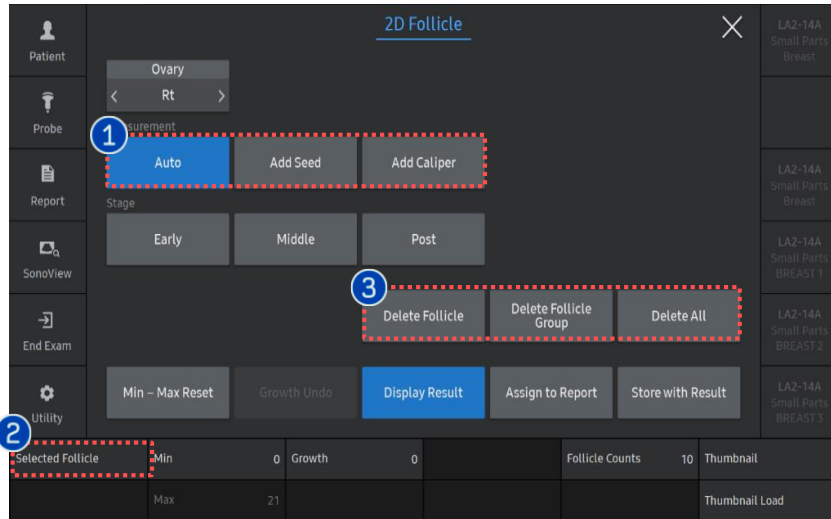 2D Follicle
Patient
Probe
Report
SonoView
End Exam
Utility
Ovary
Rt
1
surement
Auto
Add Seed
Add Caliper
Stage
Early
Middle
Post
3
Delete Follicle
Delete Follicle
Group
Delete All
Min – Max Reset
Growth Undo
Display Result
Assign to Report
Store with Result
LA2-14A
Small Parts
Breast
LA2-14A
Small Parts
Breast
LA2-14A
Small Parts
BREAST 1
LA2-14A
Small Parts
BREAST 2
LA2-14A
Small Parts
BREAST 3
2
Selected Follicle
Min 0
Growth 0
Follicle Counts 10
Thumbnail
Max 21
Thumbnail Load